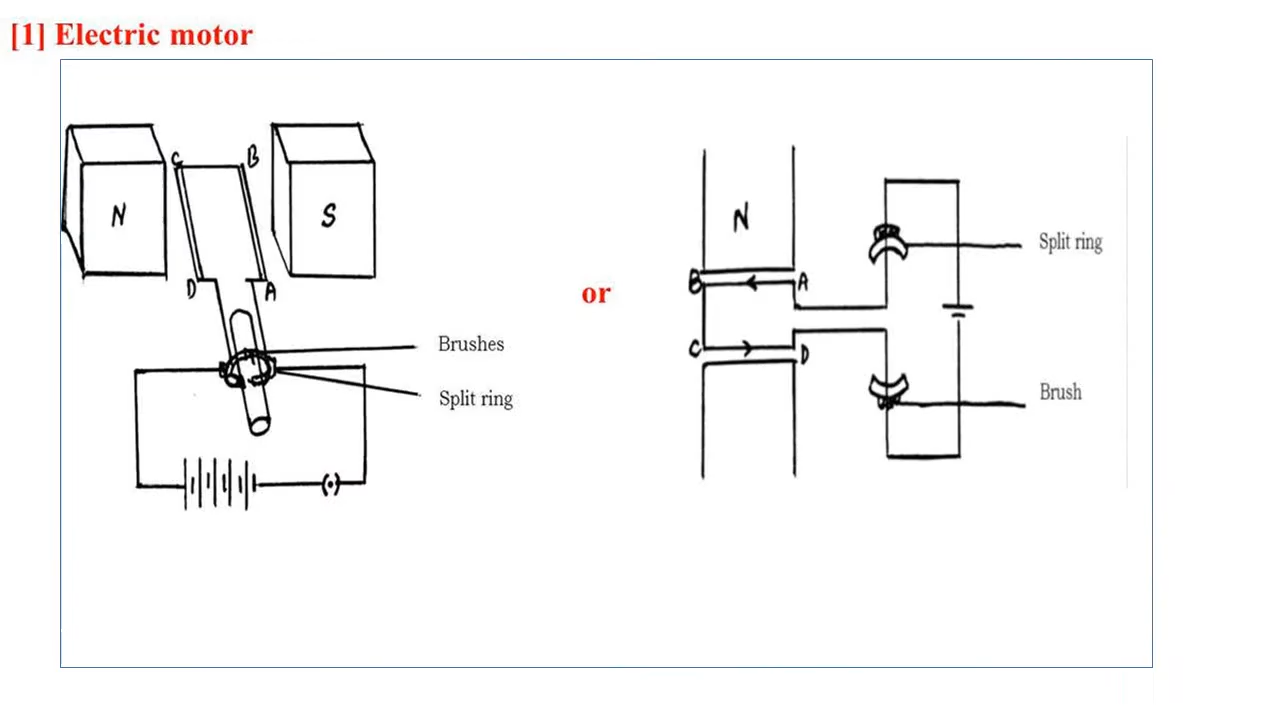 [1] Electric motor
C
B
N
S
D
A
Brushes
Split ring
or
N
B
A
C
D
Split ring
Brush